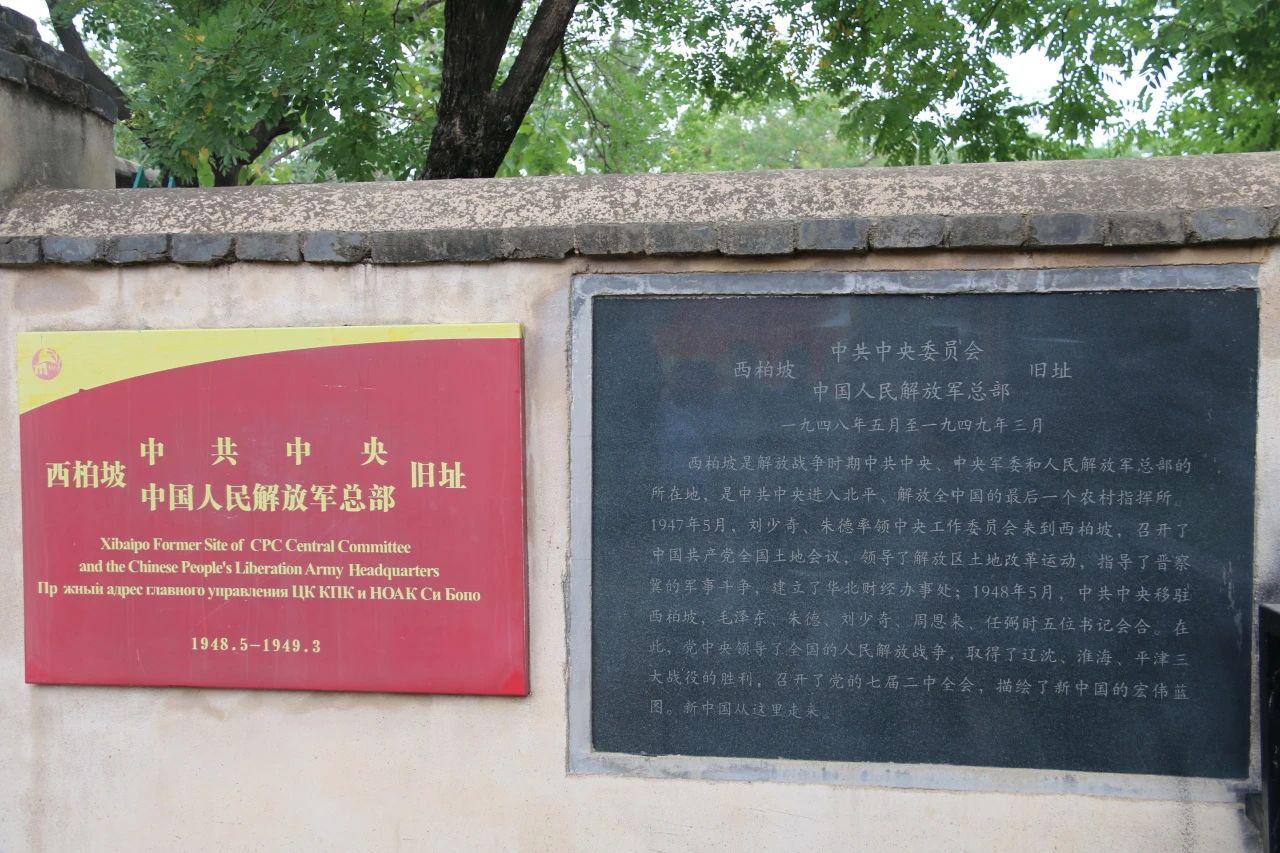 中共中央
西柏坡 旧址
中国人民解放军总部
Xibaipo Former Site of CPC Central Committee
and the Chinese People's Liberation Army Headquarters
Пр жный адрес главного управления ЦК КПК и НОАК Си Бопо
1948.5-1949.3
中共中央委员会
西柏坡 旧址
中国人民解放军总部
一九四八年五月至一九四九年三月
西柏坡是解放战争时期中共中央、中央军委和人民解放军总部的
所在地，是中共中央进入北平、解放全中国的最后一个农村指挥所。
1947年5月，刘少奇、朱德率领中央工作委员会来到西柏坡，召开了
中国共产党全国土地会议，领导了解放区土地改革运动，指导了晋察
冀的军事斗争，建立了华北财经办事处；1948年5月，中共中央移驻
西柏坡，毛泽东、朱德、刘少奇、周恩来、任弼时五位书记会合。在
此，党中央领导了全国的人民解放战争，取得了辽沈、淮海、平津三
大战役的胜利，召开了党的七届二中全会，描绘了新中国的宏伟蓝
图。新中国从这里走来。